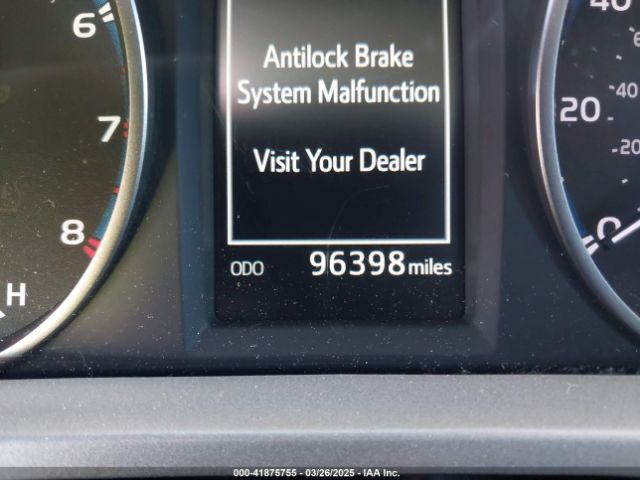 6
7
8
H
Antilock Brake
System Malfunction
Visit Your Dealer
ODO 96398 miles
40
20
0
40
20
000-41875755 | 03/26/2025 | IAA Inc.